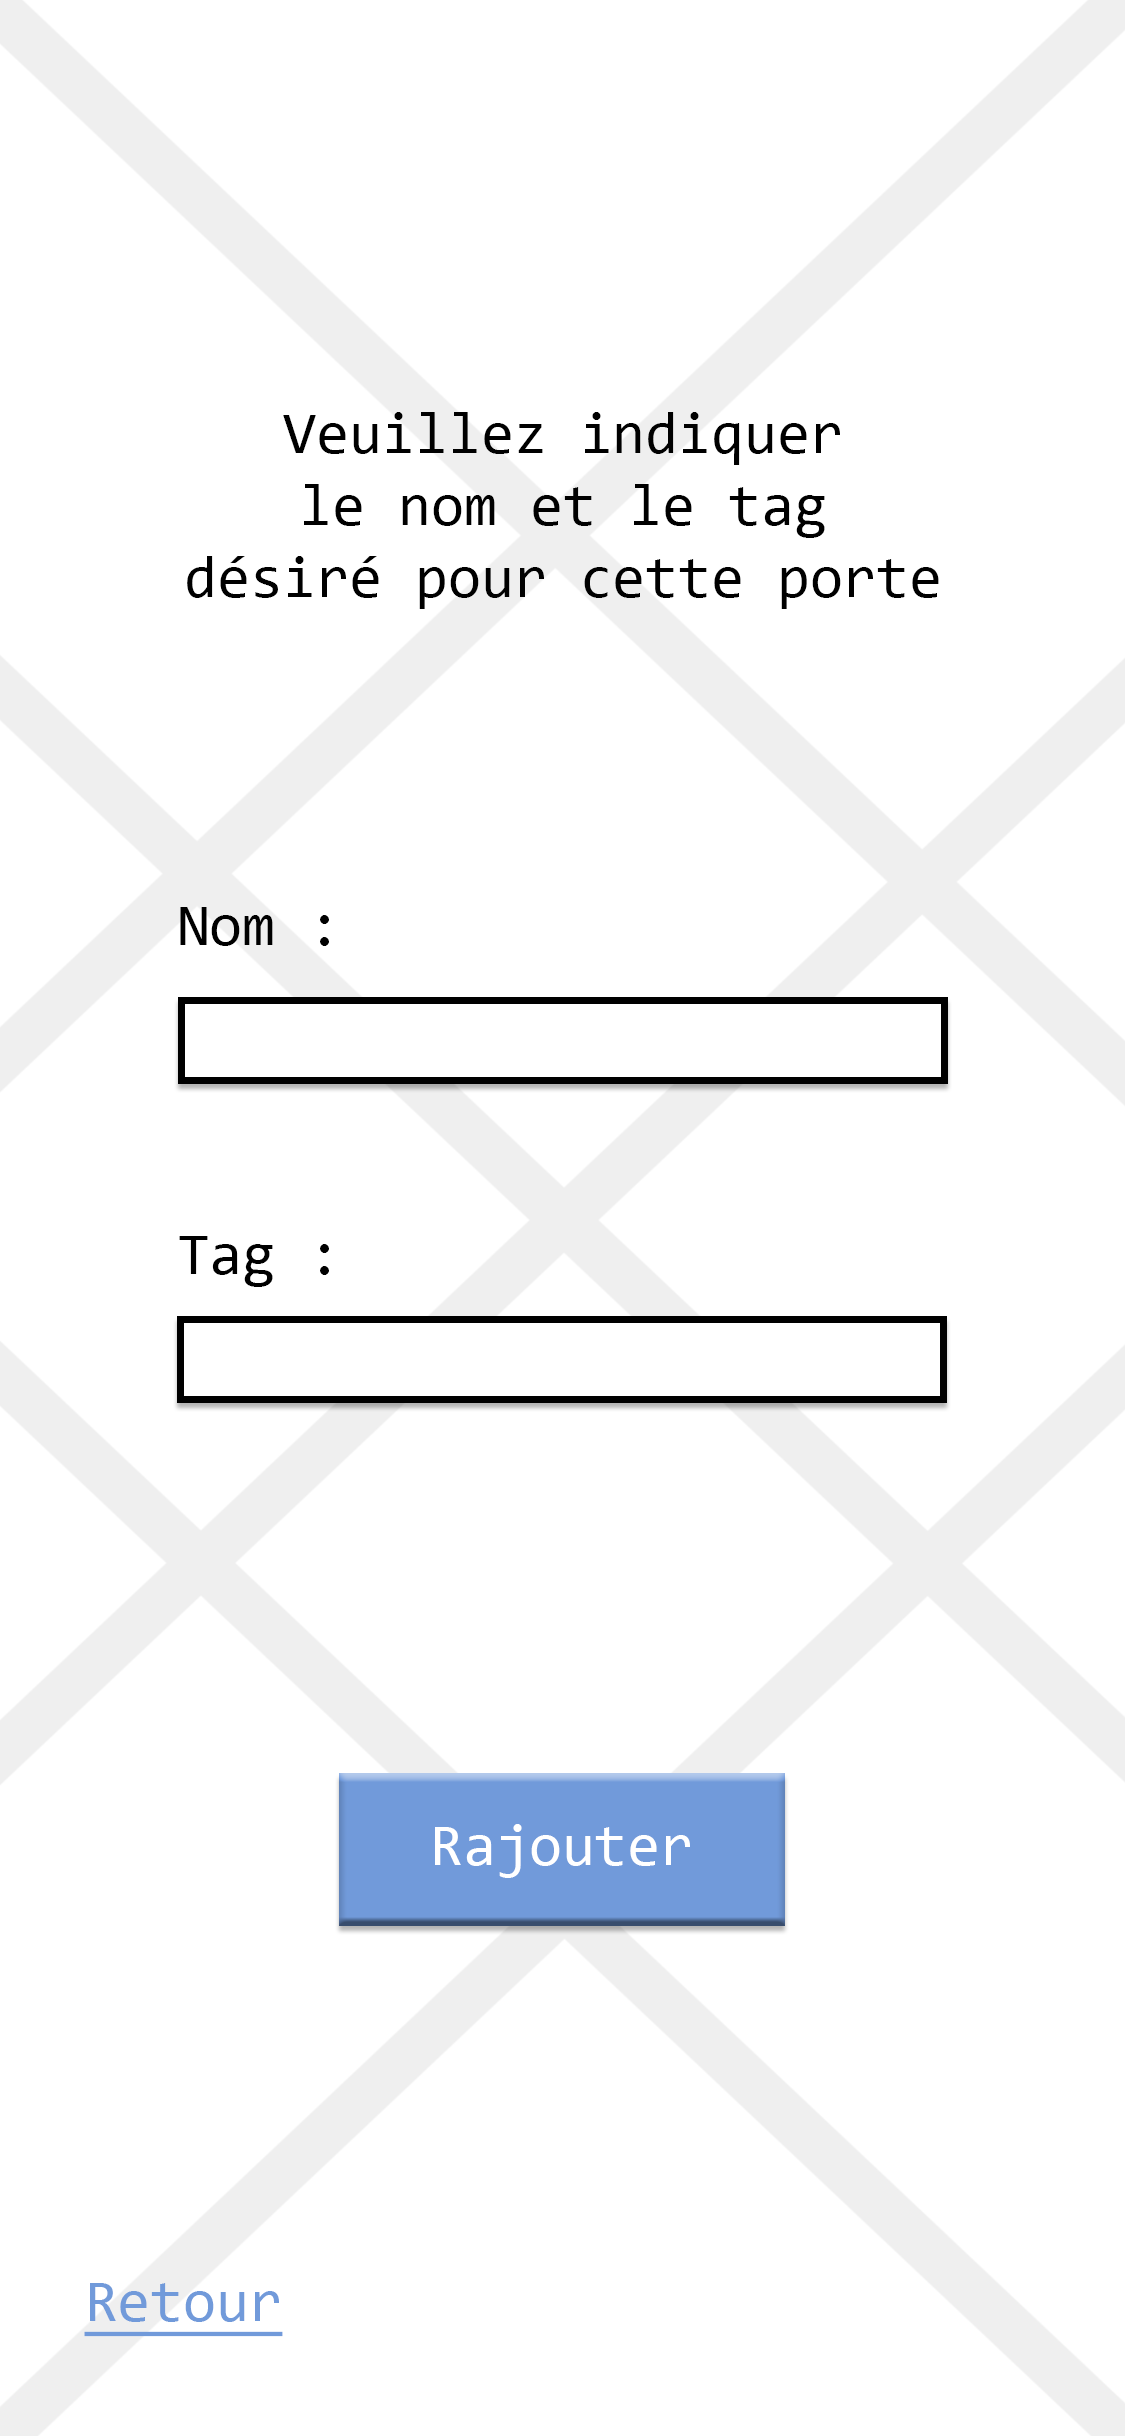 Veuillez indiquer
le nom et le tag
désiré pour cette porte
Nom :
Tag :
Rajouter
Retour